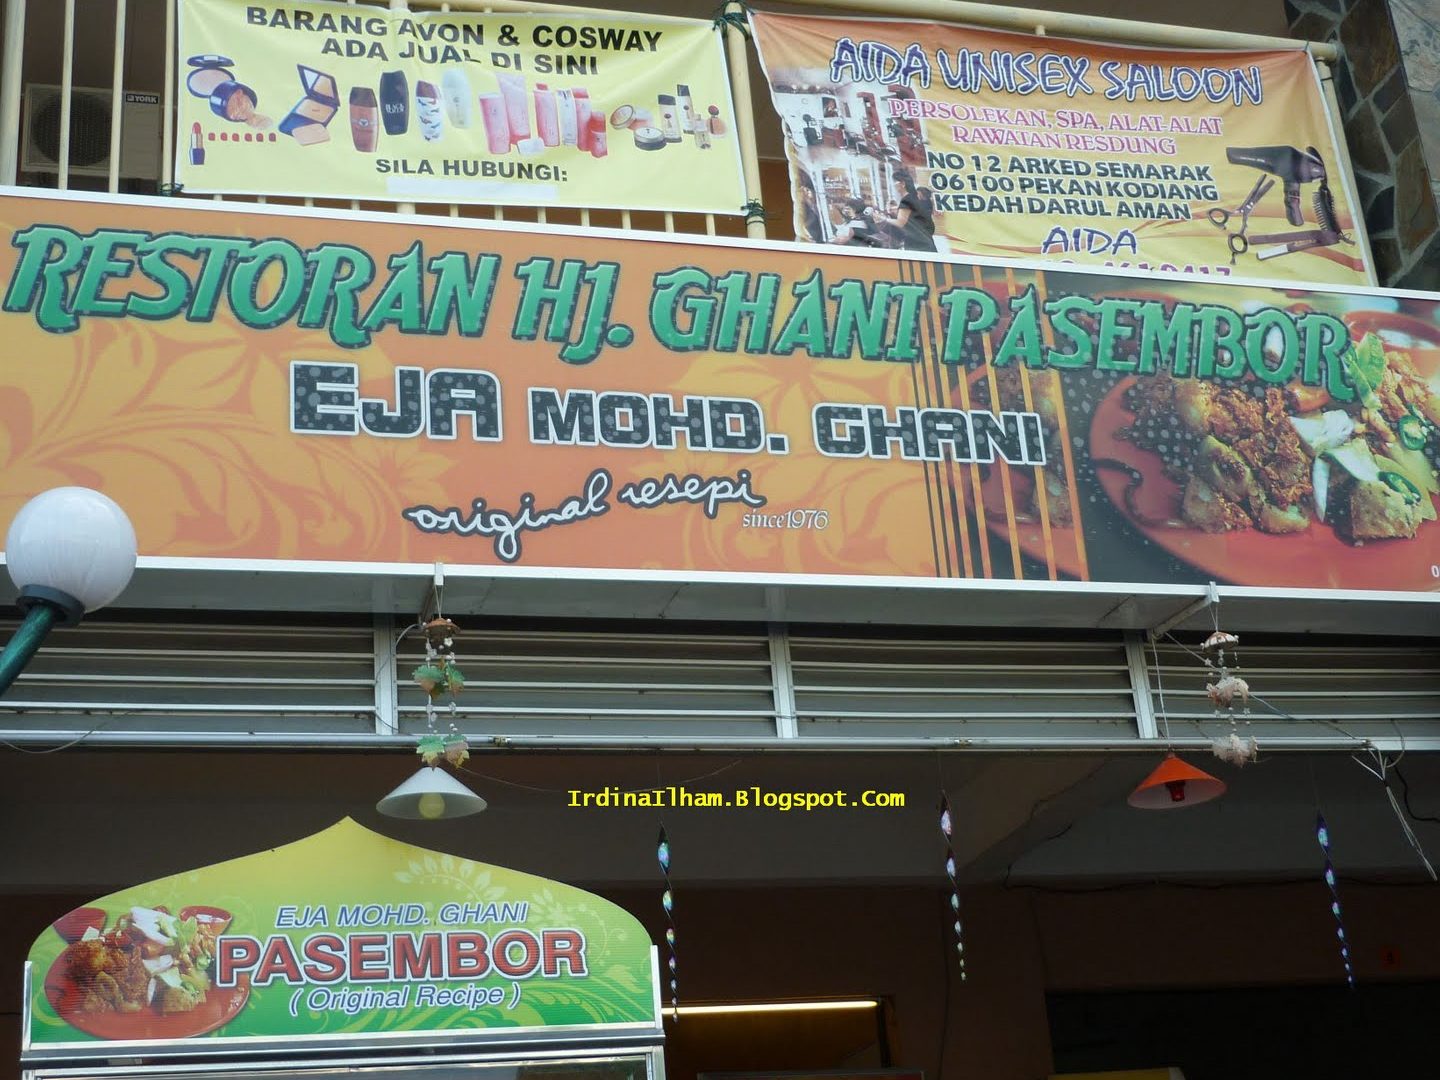 BARANG AVON & COSWAY
ADA JUAL DI SINI
SILA HUBUNGI:
YORK
AIDA UNISEX SALOON
PERSOLEKAN, SPA, ALAT-ALAT
RAWATAN RESDUNG
NO 12 ARKED SEMARAK
06100 PEKAN KODIANG
KEDAH DARUL AMAN
AIDA
RESTORAN HJ. GHANI PASEMBOR
EJA MOHD. GHANI
original resepi
since1976
IrdinaIlham.Blogspot.Com
EJA MOHD. GHANI
PASEMBOR
( Original Recipe )